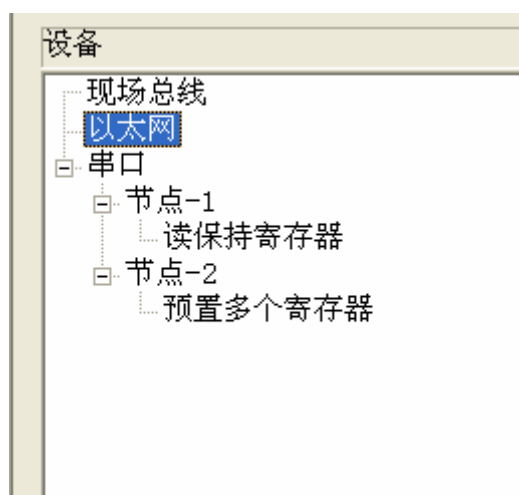 设备
现场总线
以太网
串口
节点-1
读保持寄存器
节点-2
预置多个寄存器